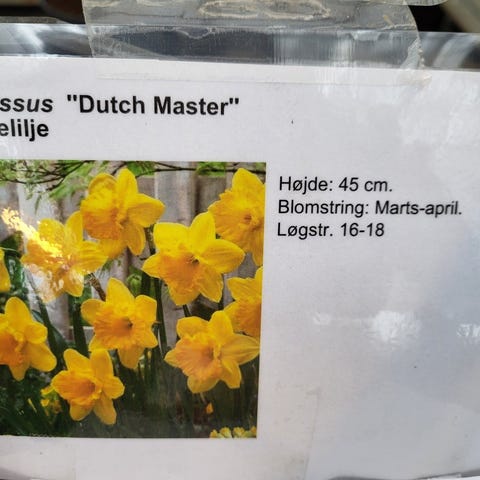 ssus "Dutch Master"
elilje
Højde: 45 cm.
Blomstring: Marts-april.
Løgstr. 16-18